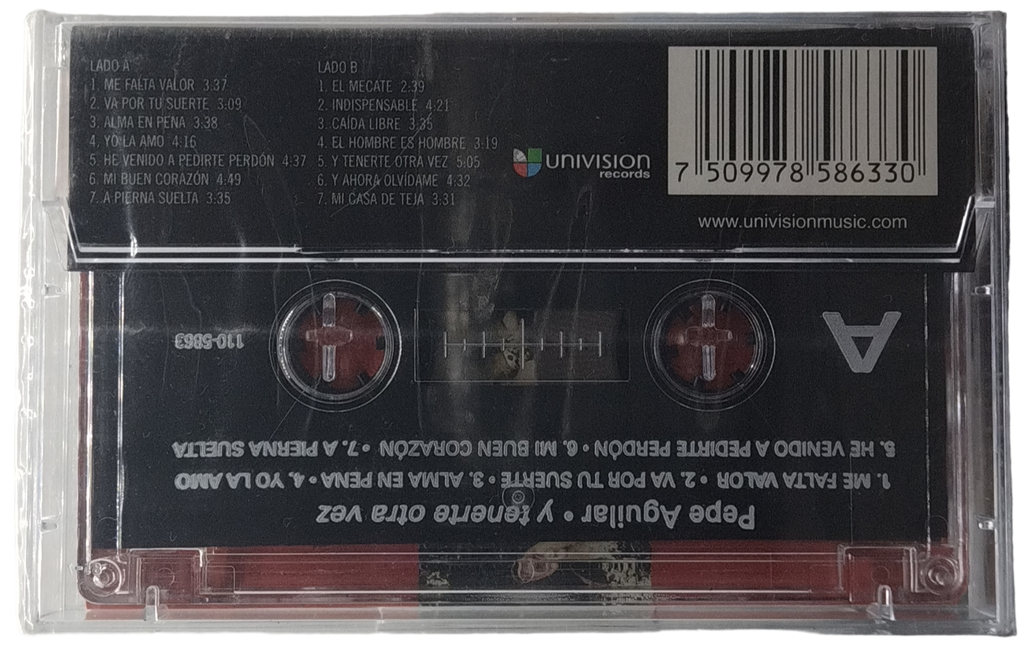 LADO A
1. ME FALTA VALOR 3:37
2. VA POR TU SUERTE 3:09
3. ALMA EN PENA 3:38
4. YO LA AMO 4:16
5. HE VENIDO A PEDIRTE PERDÓN 4:37
6. MI BUEN CORAZÓN 4:49
7. A PIERNA SUELTA 3:35
LADO B
1. EL MECATE 2:39
2. INDISPENSABLE 4:21
3. CAÍDA LIBRE 3:35
4. EL HOMBRE ES HOMBRE 3:19
5. Y TENERTE OTRA VEZ 5:05
6. Y AHORA OLVÍDAME 4:32
7. MI CASA DE TEJA 3:31
UNIVISION
records
7 509978 586330
www.univisionmusic.com
Pepe Aguilar • y tenerte otra vez
1. ME FALTA VALOR • 2. VA POR TU SUERTE • 3. ALMA EN PENA • 4. YO LA AMO
5. HE VENIDO A PEDIRTE PERDÓN • 6. MI BUEN CORAZÓN • 7. A PIERNA SUELTA
A
110-5863